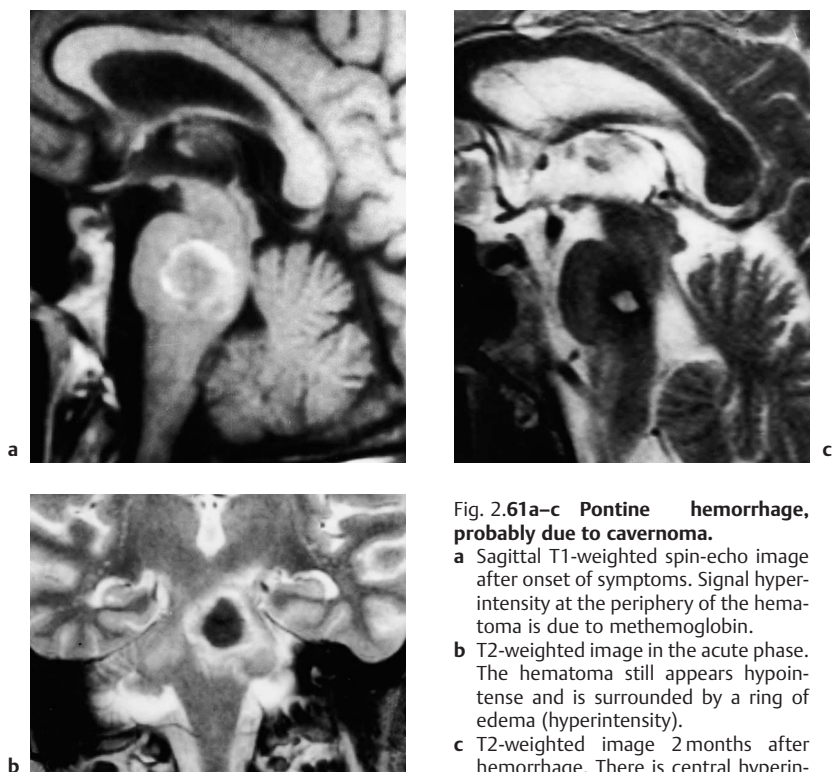 a
c
b
Fig. 2.61a–c Pontine hemorrhage,
probably due to cavernoma.
a Sagittal T1-weighted spin-echo image
after onset of symptoms. Signal hyper-
intensity at the periphery of the hema-
toma is due to methemoglobin.
b T2-weighted image in the acute phase.
The hematoma still appears hypoin-
tense and is surrounded by a ring of
edema (hyperintensity).
c T2-weighted image 2 months after
hemorrhage. There is central hyperin-